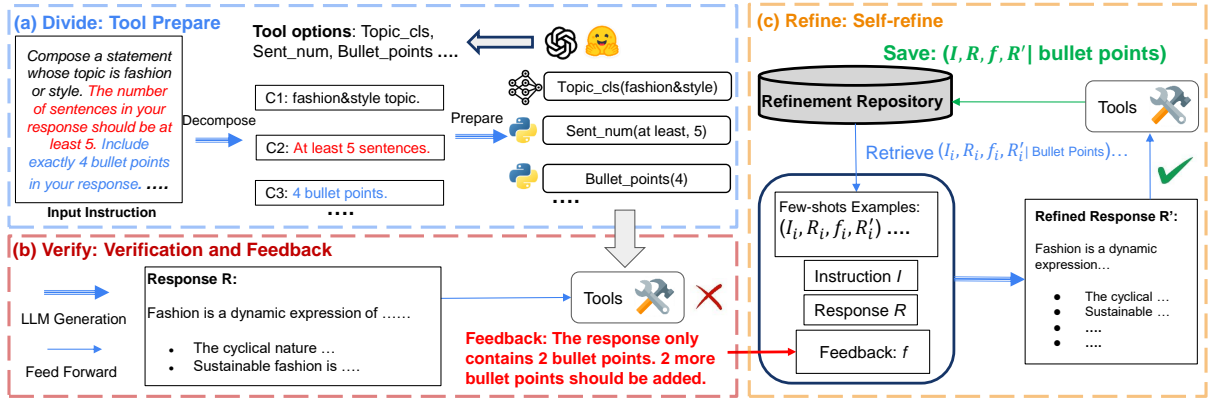 (a) Divide: Tool Prepare
Compose a statement
whose topic is fashion
or style. The number
of sentences in your
response should be at
least 5. Include
exactly 4 bullet points
in your response. ....
Input Instruction
Decompose
Tool options: Topic_cls,
Sent_num, Bullet_points ....
C1: fashion&style topic.
C2: At least 5 sentences.
C3: 4 bullet points.
....
Prepare
Topic_cls(fashion&style)
Sent_num(at least, 5)
Bullet_points(4)
....
(b) Verify: Verification and Feedback
LLM Generation
Feed Forward
Response R:
Fashion is a dynamic expression of ......
• The cyclical nature ...
• Sustainable fashion is ....
Tools
Feedback: The response only
contains 2 bullet points. 2 more
bullet points should be added.
(c) Refine: Self-refine
Save: (I, R, f, R′| bullet points)
Refinement Repository
Tools
Retrieve (Iᵢ, Rᵢ, fᵢ, Rᵢ′| Bullet Points)...
Few-shots Examples:
(Iᵢ, Rᵢ, fᵢ, Rᵢ′) ....
Instruction I
Response R
Feedback: f
Refined Response R':
Fashion is a dynamic
expression...
● The cyclical ...
● Sustainable ...
● ....
● ....